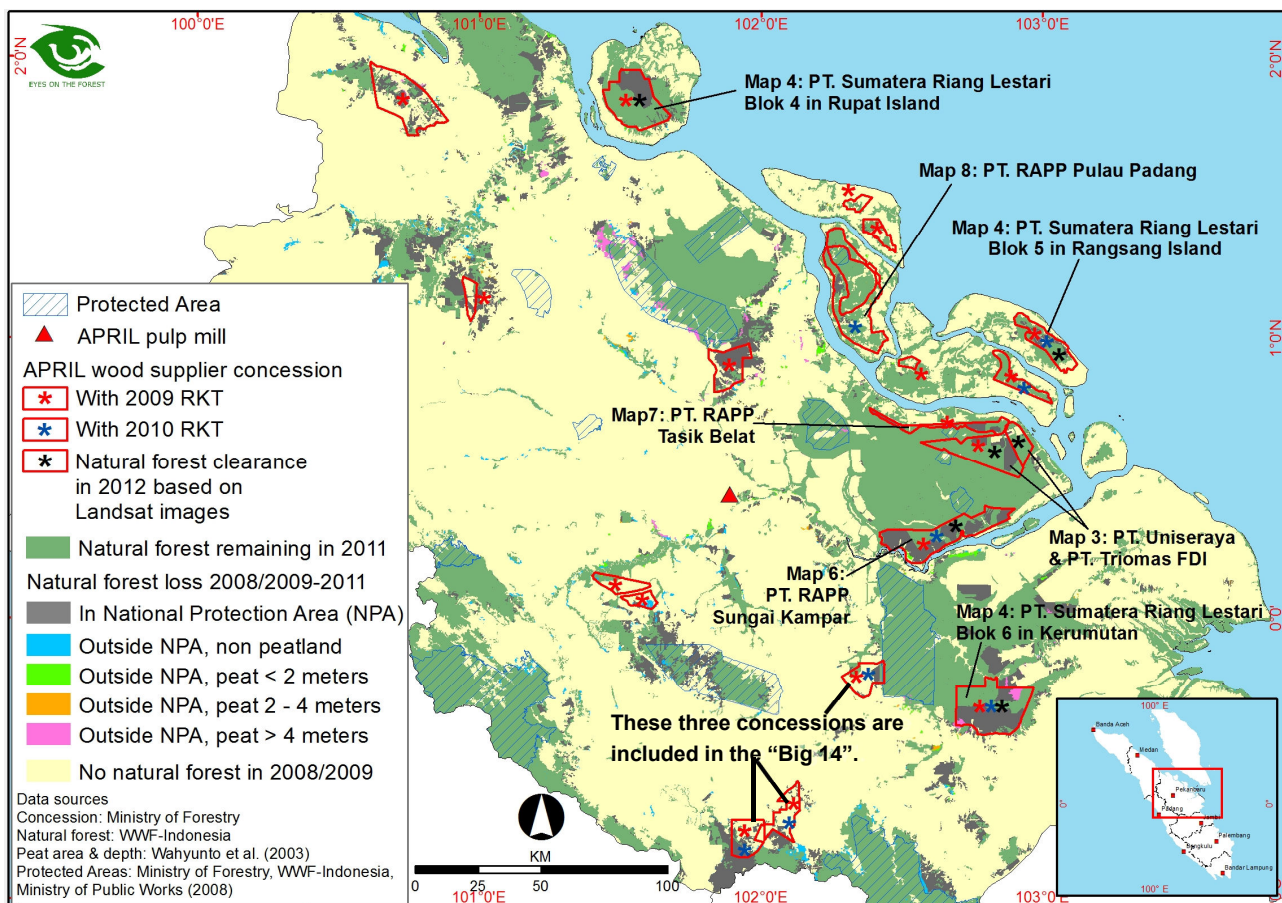 100°0'E
101°0'E
102°0'E
103°0'E
2°0'N
2°0'N
EYES ON THE FOREST
Map 4: PT. Sumatera Riang Lestari
Blok 4 in Rupat Island
Map 8: PT. RAPP Pulau Padang
Map 4: PT. Sumatera Riang Lestari
Blok 5 in Rangsang Island
1°0'N
Map7: PT. RAPP
Tasik Belat
Map 3: PT. Uniseraya
& PT. Triomas FDI
Map 6:
PT. RAPP
Sungai Kampar
0°0'
Map 4: PT. Sumatera Riang Lestari
Blok 6 in Kerumutan
These three concessions are
included in the “Big 14”.
Protected Area
APRIL pulp mill
APRIL wood supplier concession
With 2009 RKT
With 2010 RKT
Natural forest clearance
in 2012 based on
Landsat images
Natural forest remaining in 2011
Natural forest loss 2008/2009-2011
In National Protection Area (NPA)
Outside NPA, non peatland
Outside NPA, peat < 2 meters
Outside NPA, peat 2 - 4 meters
Outside NPA, peat > 4 meters
No natural forest in 2008/2009
Data sources
Concession: Ministry of Forestry
Natural forest: WWF-Indonesia
Peat area & depth: Wahyunto et al. (2003)
Protected Areas: Ministry of Forestry, WWF-Indonesia,
Ministry of Public Works (2008)
KM
0 25 50 100
100°0'E
Banda Aceh
Medan
Pekanbaru
0°
0°
Padang
Jambi
Palembang
Bengkulu
Bandar Lampung
100°0'E
101°0'E
102°0'E
103°0'E